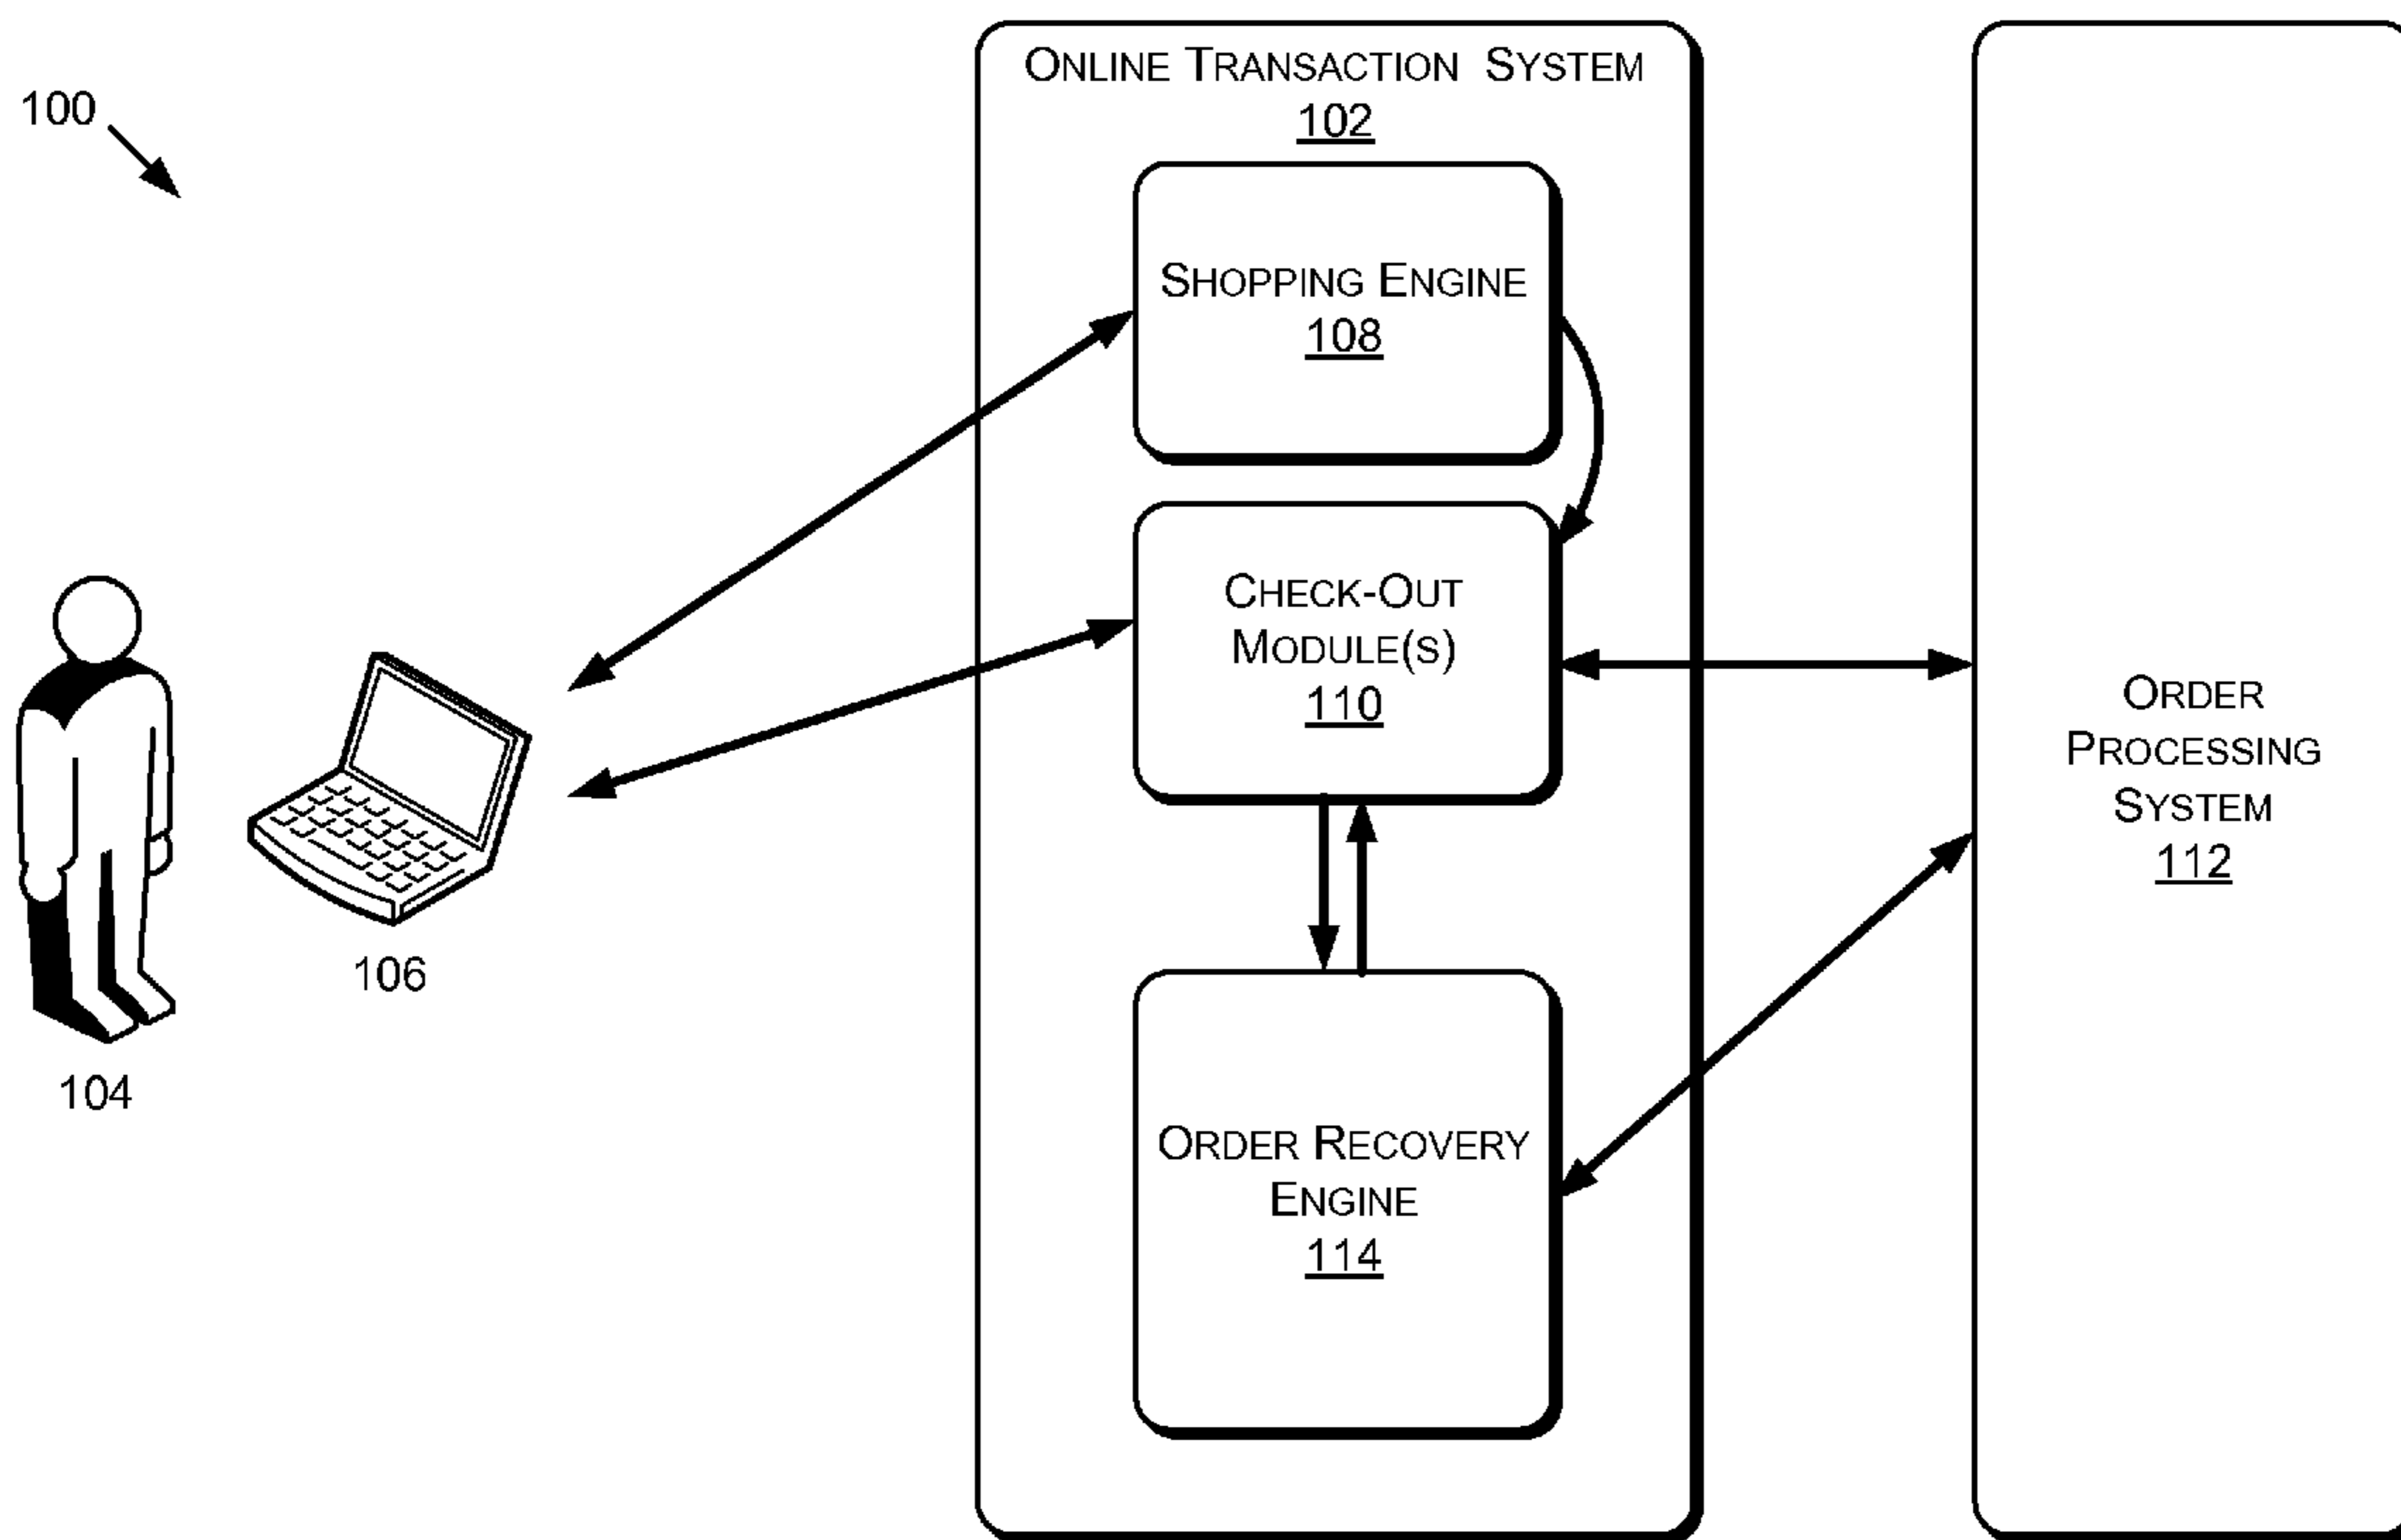 100
ONLINE TRANSACTION SYSTEM
102
SHOPPING ENGINE
108
CHECK-OUT
MODULE(S)
110
ORDER
PROCESSING
SYSTEM
112
106
104
ORDER RECOVERY
ENGINE
114